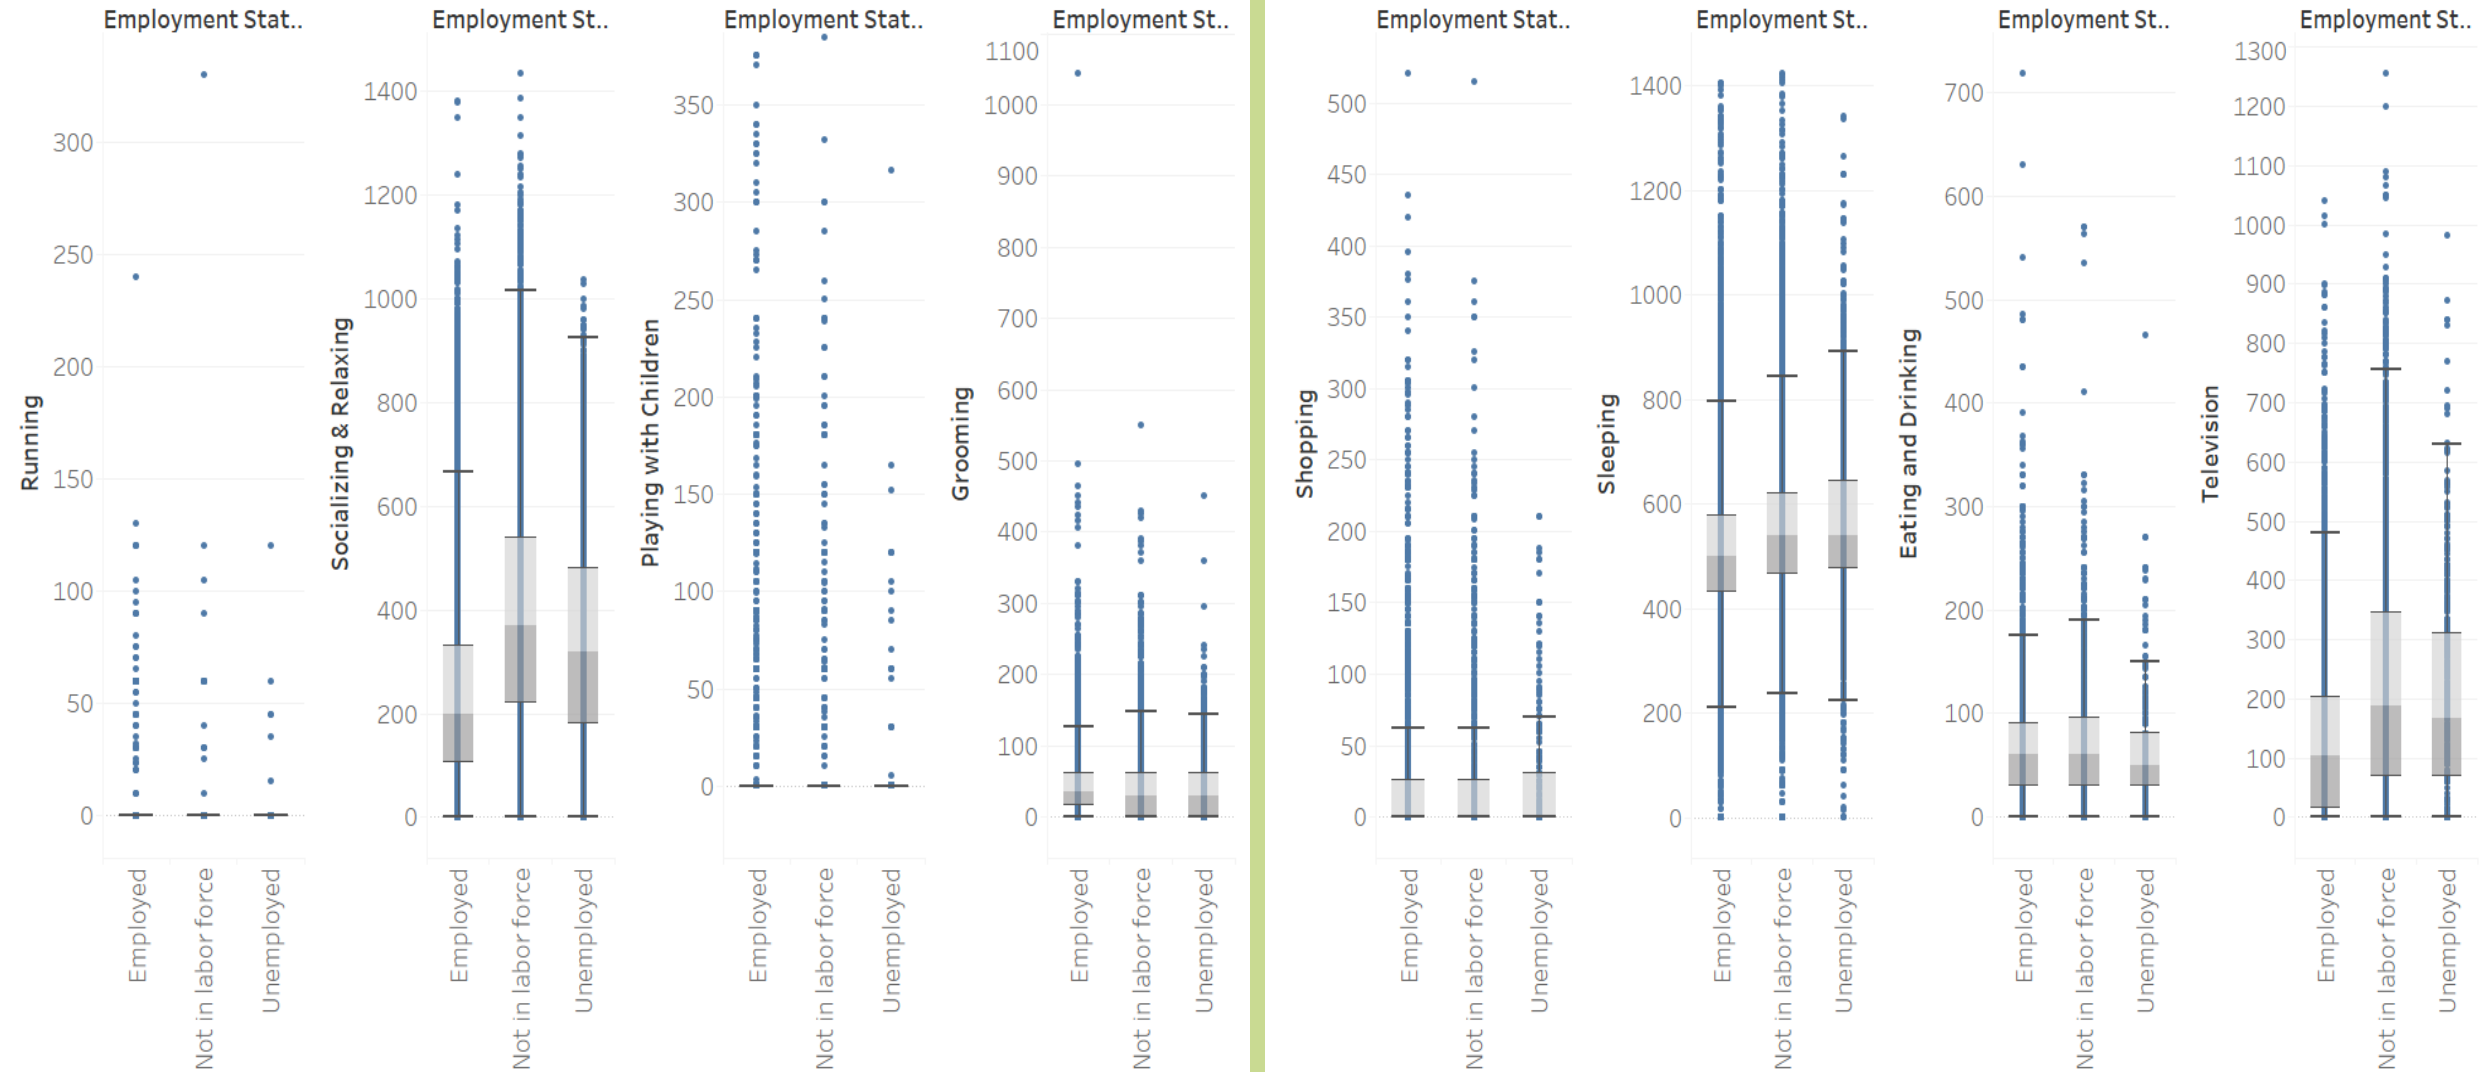 Employment Stat.. Employment St.. Employment Stat.. Employment St.. Employment Stat.. Employment St.. Employment St.. Employment St..
Running
300
250
200
150
100
50
0
Employed
Not in labor force
Unemployed
Socializing & Relaxing
1400
1200
1000
800
600
400
200
0
Employed
Not in labor force
Unemployed
Playing with Children
350
300
250
200
150
100
50
0
Employed
Not in labor force
Unemployed
Grooming
1100
1000
900
800
700
600
500
400
300
200
100
0
Employed
Not in labor force
Unemployed
Shopping
500
450
400
350
300
250
200
150
100
50
0
Employed
Not in labor force
Unemployed
Sleeping
1400
1200
1000
800
600
400
200
0
Employed
Not in labor force
Unemployed
Eating and Drinking
700
600
500
400
300
200
100
0
Employed
Not in labor force
Unemployed
Television
1300
1200
1100
1000
900
800
700
600
500
400
300
200
100
0
Employed
Not in labor force
Unemployed